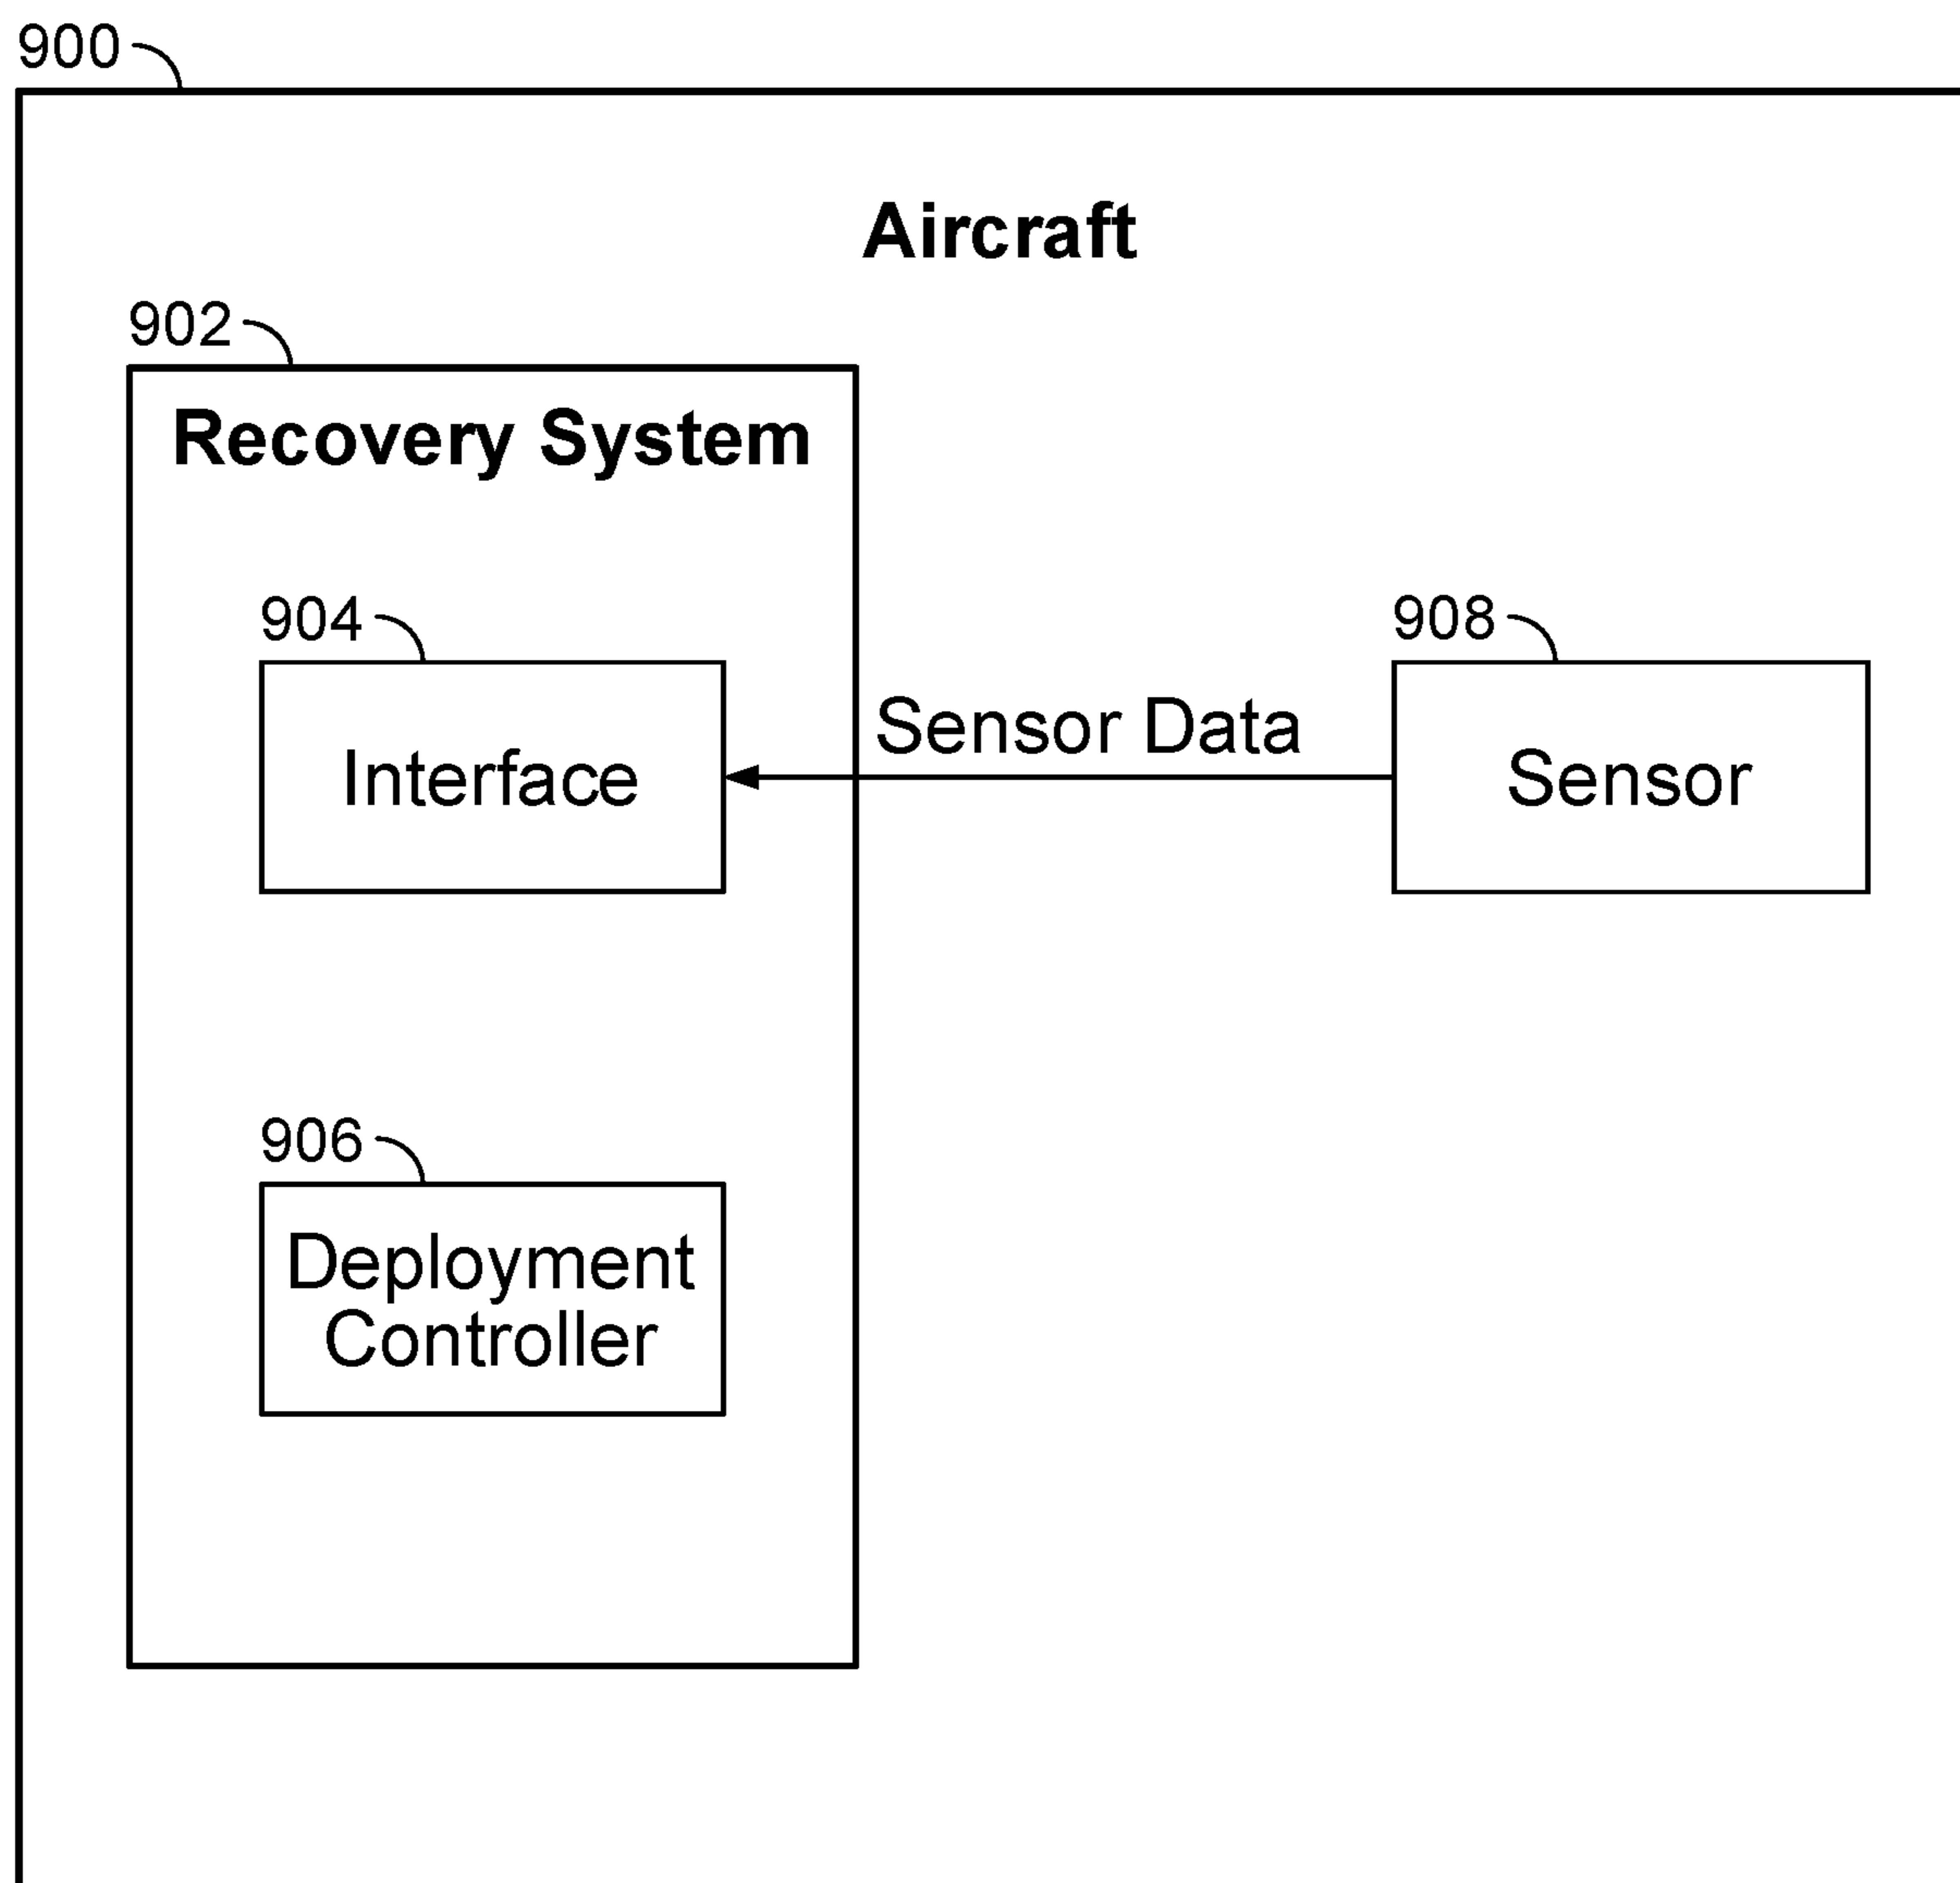 900
Aircraft
902
Recovery System
904
908
Interface
Sensor Data
Sensor
906
Deployment
Controller